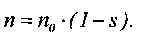 n = n₀ · (1 – s).